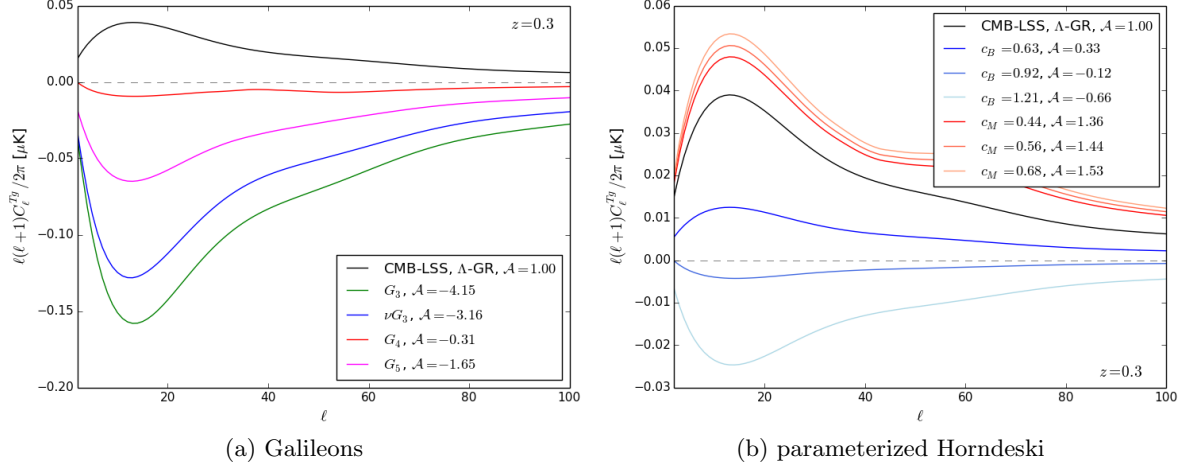 0.05
0.00
−0.05
−0.10
−0.15
−0.20
20 40 60 80 100
ℓ
ℓ(ℓ+1)C_ℓ^{Tg}/2π [μK]
z=0.3
CMB-LSS, Λ-GR, 𝒜=1.00
G₃, 𝒜=−4.15
νG₃, 𝒜=−3.16
G₄, 𝒜=−0.31
G₅, 𝒜=−1.65
(a) Galileons
0.06
0.05
0.04
0.03
0.02
0.01
0.00
−0.01
−0.02
−0.03
20 40 60 80 100
ℓ
ℓ(ℓ+1)C_ℓ^{Tg}/2π [μK]
CMB-LSS, Λ-GR, 𝒜=1.00
c_B=0.63, 𝒜=0.33
c_B=0.92, 𝒜=−0.12
c_B=1.21, 𝒜=−0.66
c_M=0.44, 𝒜=1.36
c_M=0.56, 𝒜=1.44
c_M=0.68, 𝒜=1.53
z=0.3
(b) parameterized Horndeski